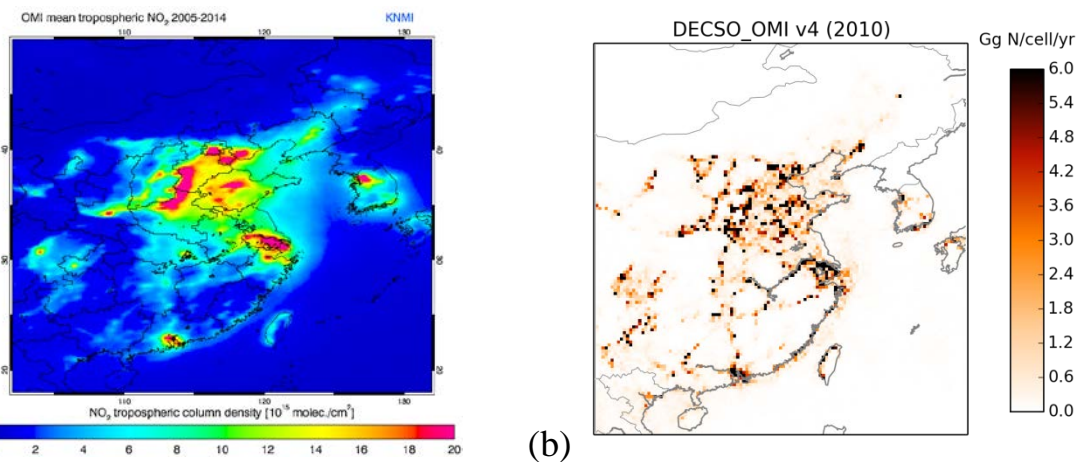 OMI mean tropospheric NO₂ 2005-2014 KNMI
110 120 130
40 40
30 30
20 20
110 120 130
NO₂ tropospheric column density [10¹⁵ molec./cm²]
2 4 6 8 10 12 14 16 18 20
(b)
DECSO_OMI v4 (2010)
Gg N/cell/yr
6.0
5.4
4.8
4.2
3.6
3.0
2.4
1.8
1.2
0.6
0.0